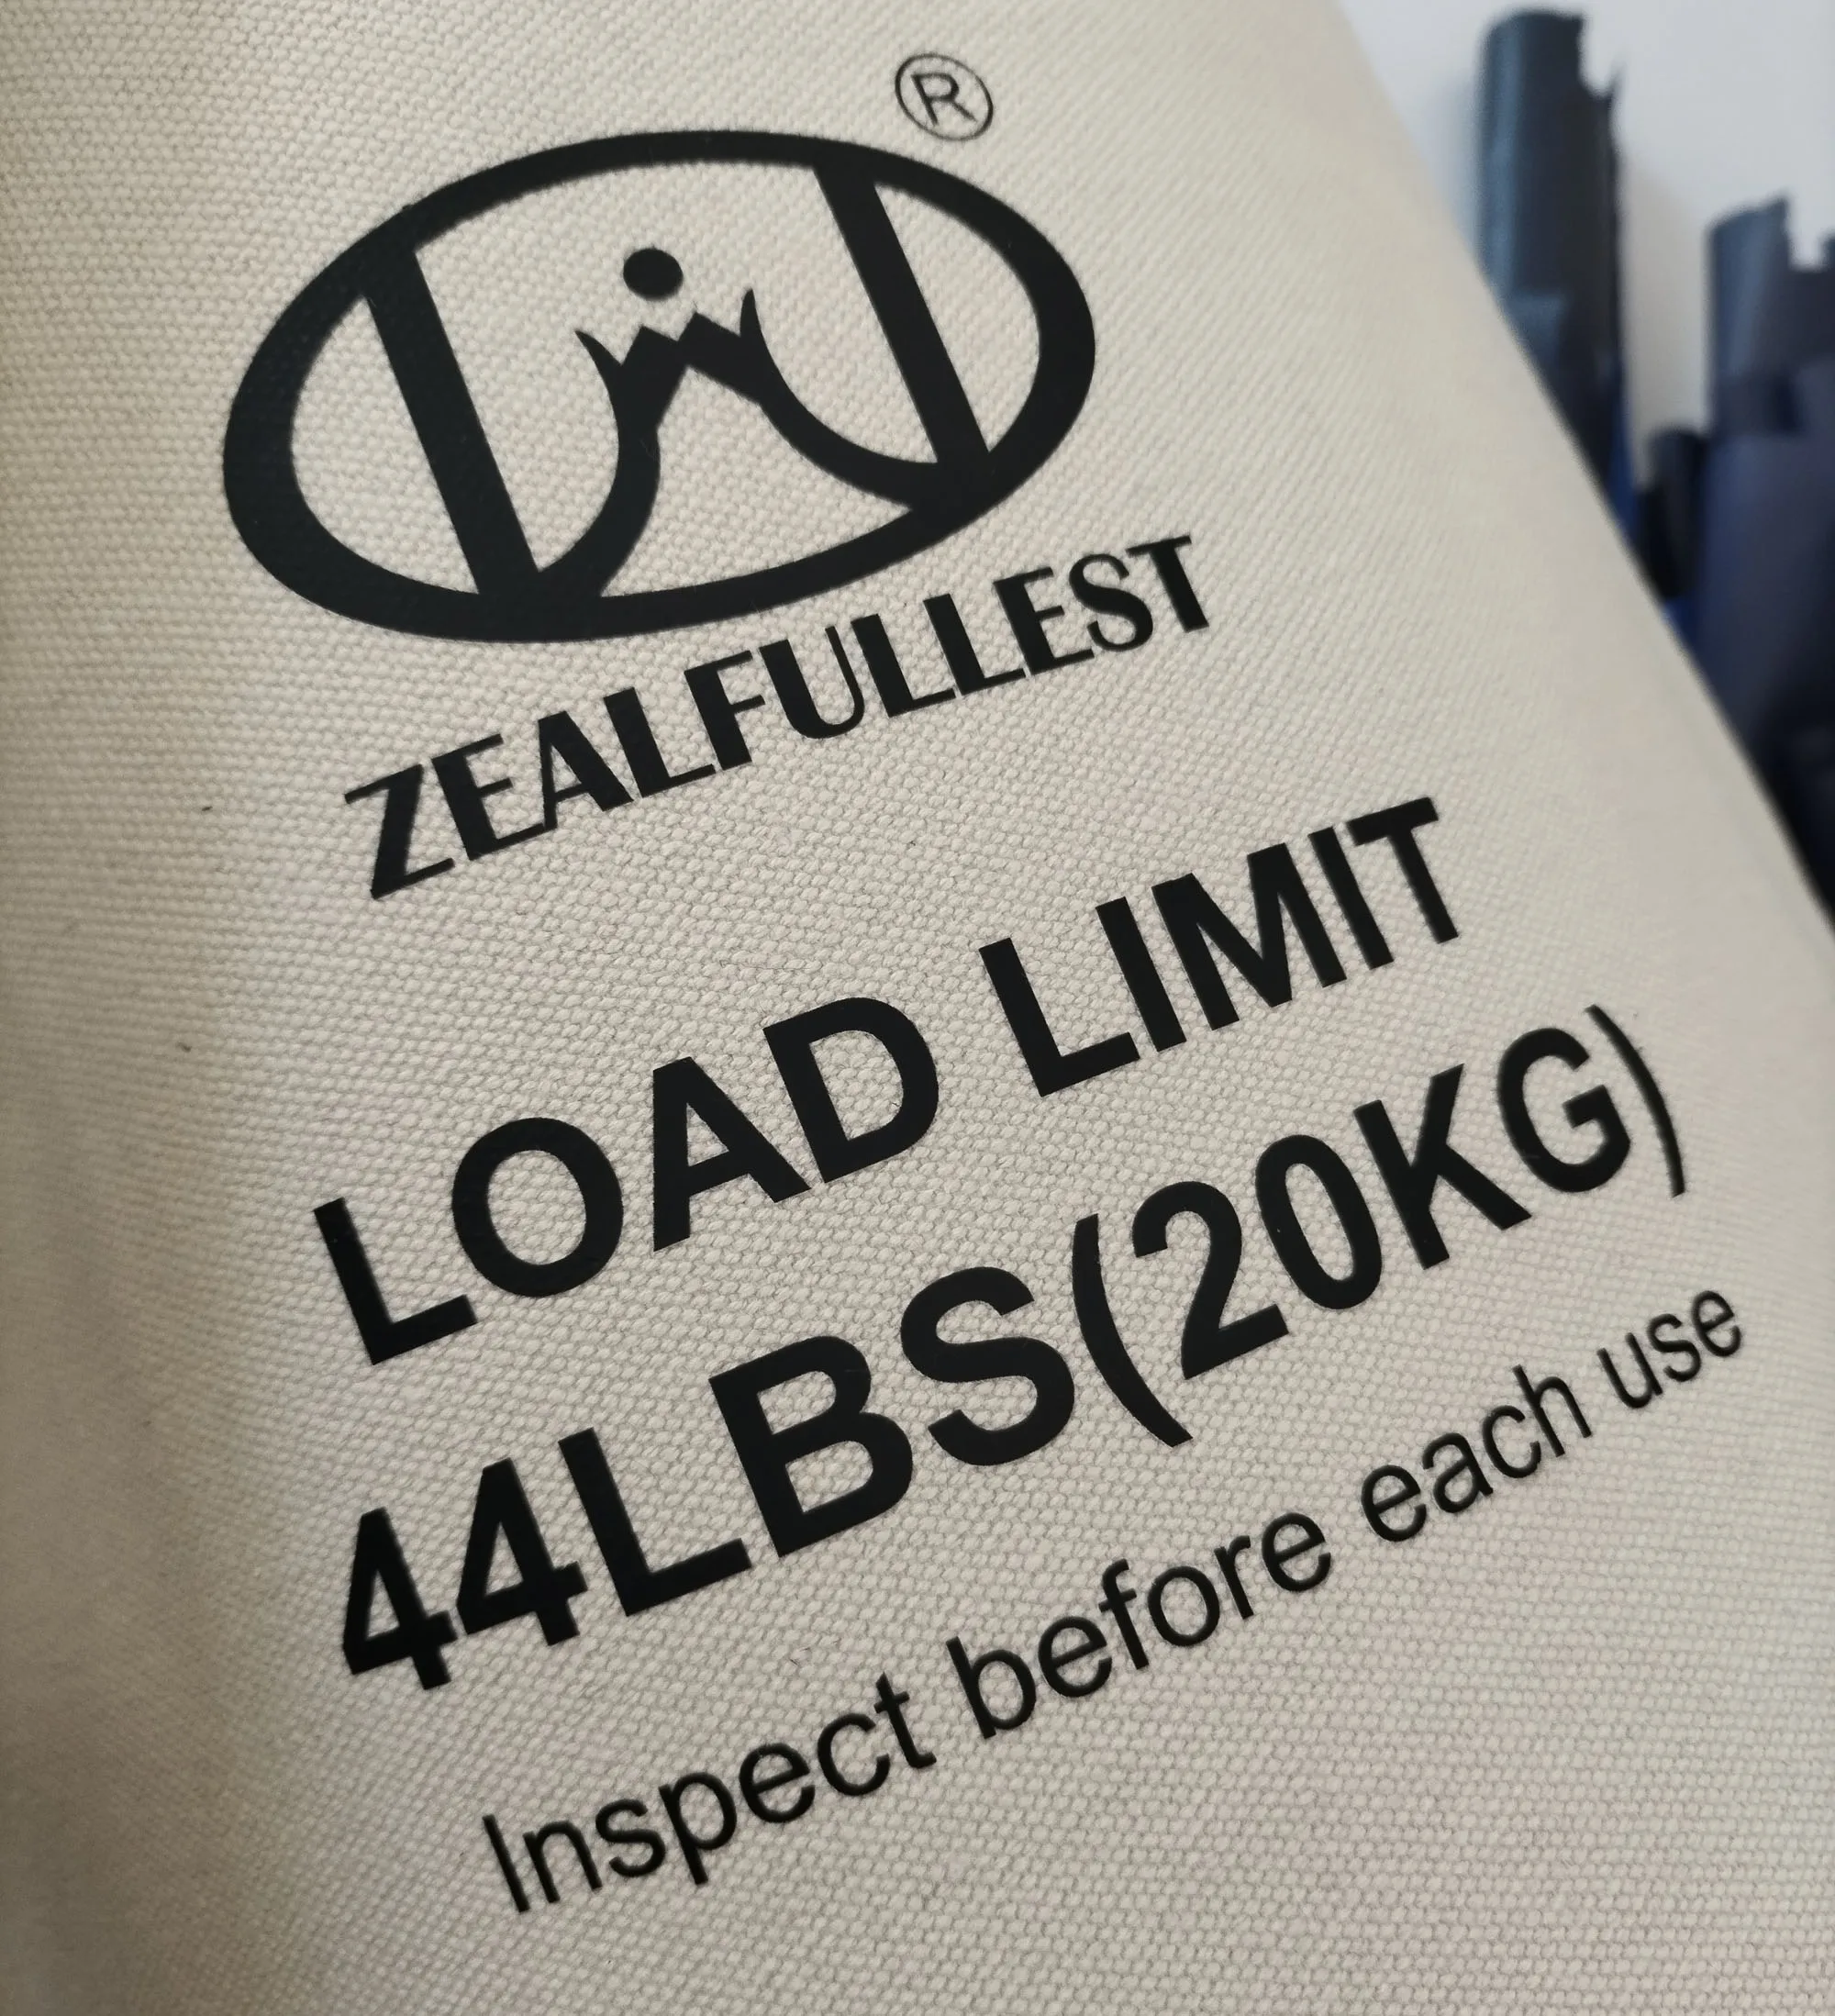 ®
ZEALFULLEST
LOAD LIMIT
44LBS(20KG)
Inspect before each use